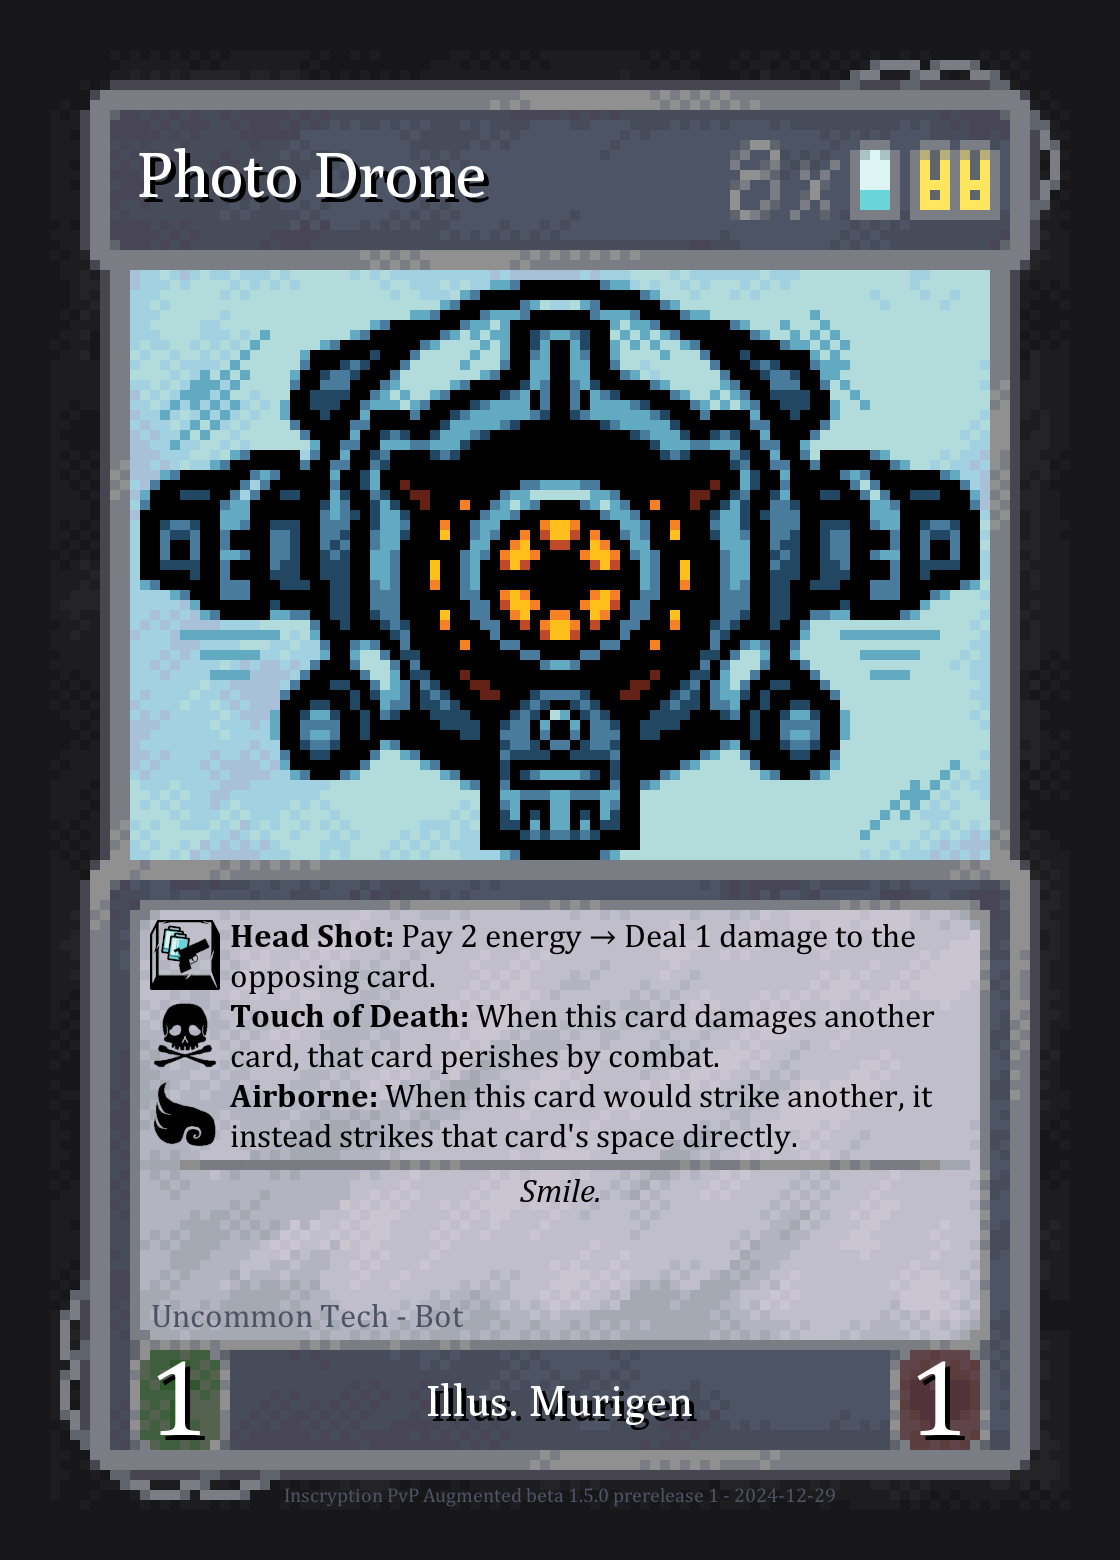 Photo Drone
8x
Head Shot: Pay 2 energy → Deal 1 damage to the
opposing card.
Touch of Death: When this card damages another
card, that card perishes by combat.
Airborne: When this card would strike another, it
instead strikes that card's space directly.
Smile.
Uncommon Tech - Bot
1
Illus. Murigen
1
Inscryption PvP Augmented beta 1.5.0 prerelease 1 - 2024-12-29